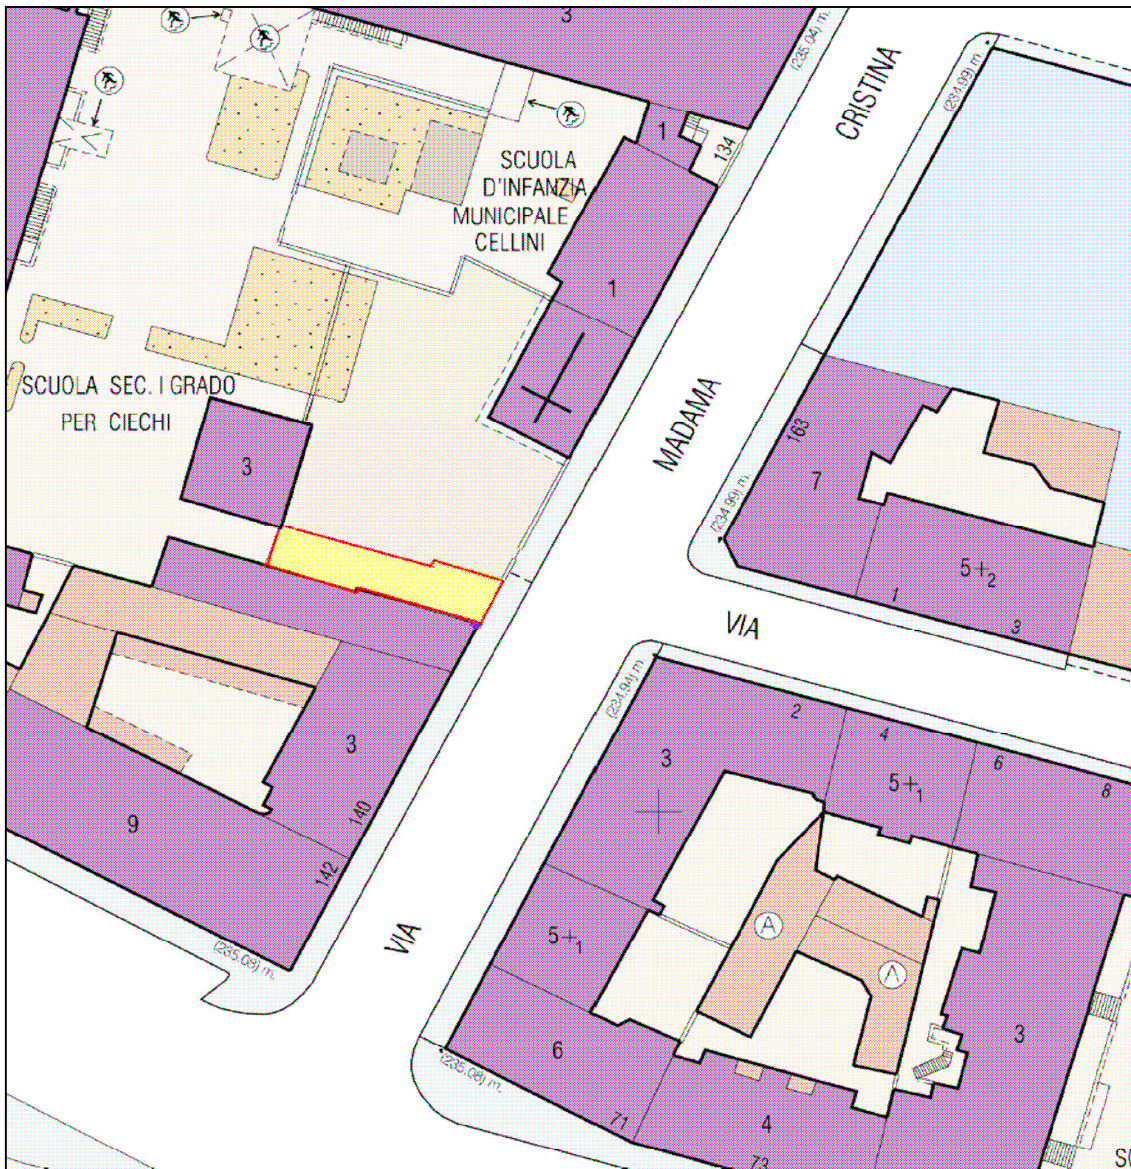 3
(235.04) m.
CRISTINA
(234.99) m.
1
134
SCUOLA
D'INFANZIA
MUNICIPALE
CELLINI
1
SCUOLA SEC. I GRADO
PER CIECHI
MADAMA
163
3
7
(234.99) m.
5+2
1
3
VIA
(234.94) m.
2
4
6
8
3
3
5+1
140
9
142
VIA
5+1
A
A
(235.08) m.
6
3
(235.08) m.
71
4
73